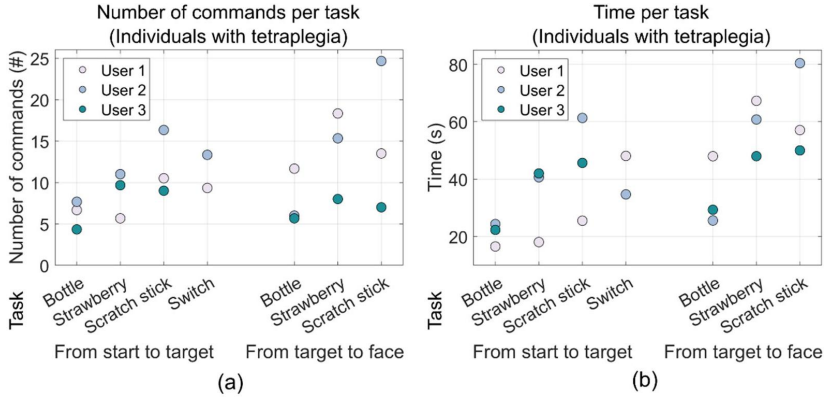 Number of commands per task
(Individuals with tetraplegia)
Number of commands (#)
25
20
15
10
5
0
User 1
User 2
User 3
Task
Bottle
Strawberry
Scratch stick
Switch
Bottle
Strawberry
Scratch stick
From start to target
From target to face
(a)
Time per task
(Individuals with tetraplegia)
Time (s)
80
60
40
20
User 1
User 2
User 3
Task
Bottle
Strawberry
Scratch stick
Switch
Bottle
Strawberry
Scratch stick
From start to target
From target to face
(b)